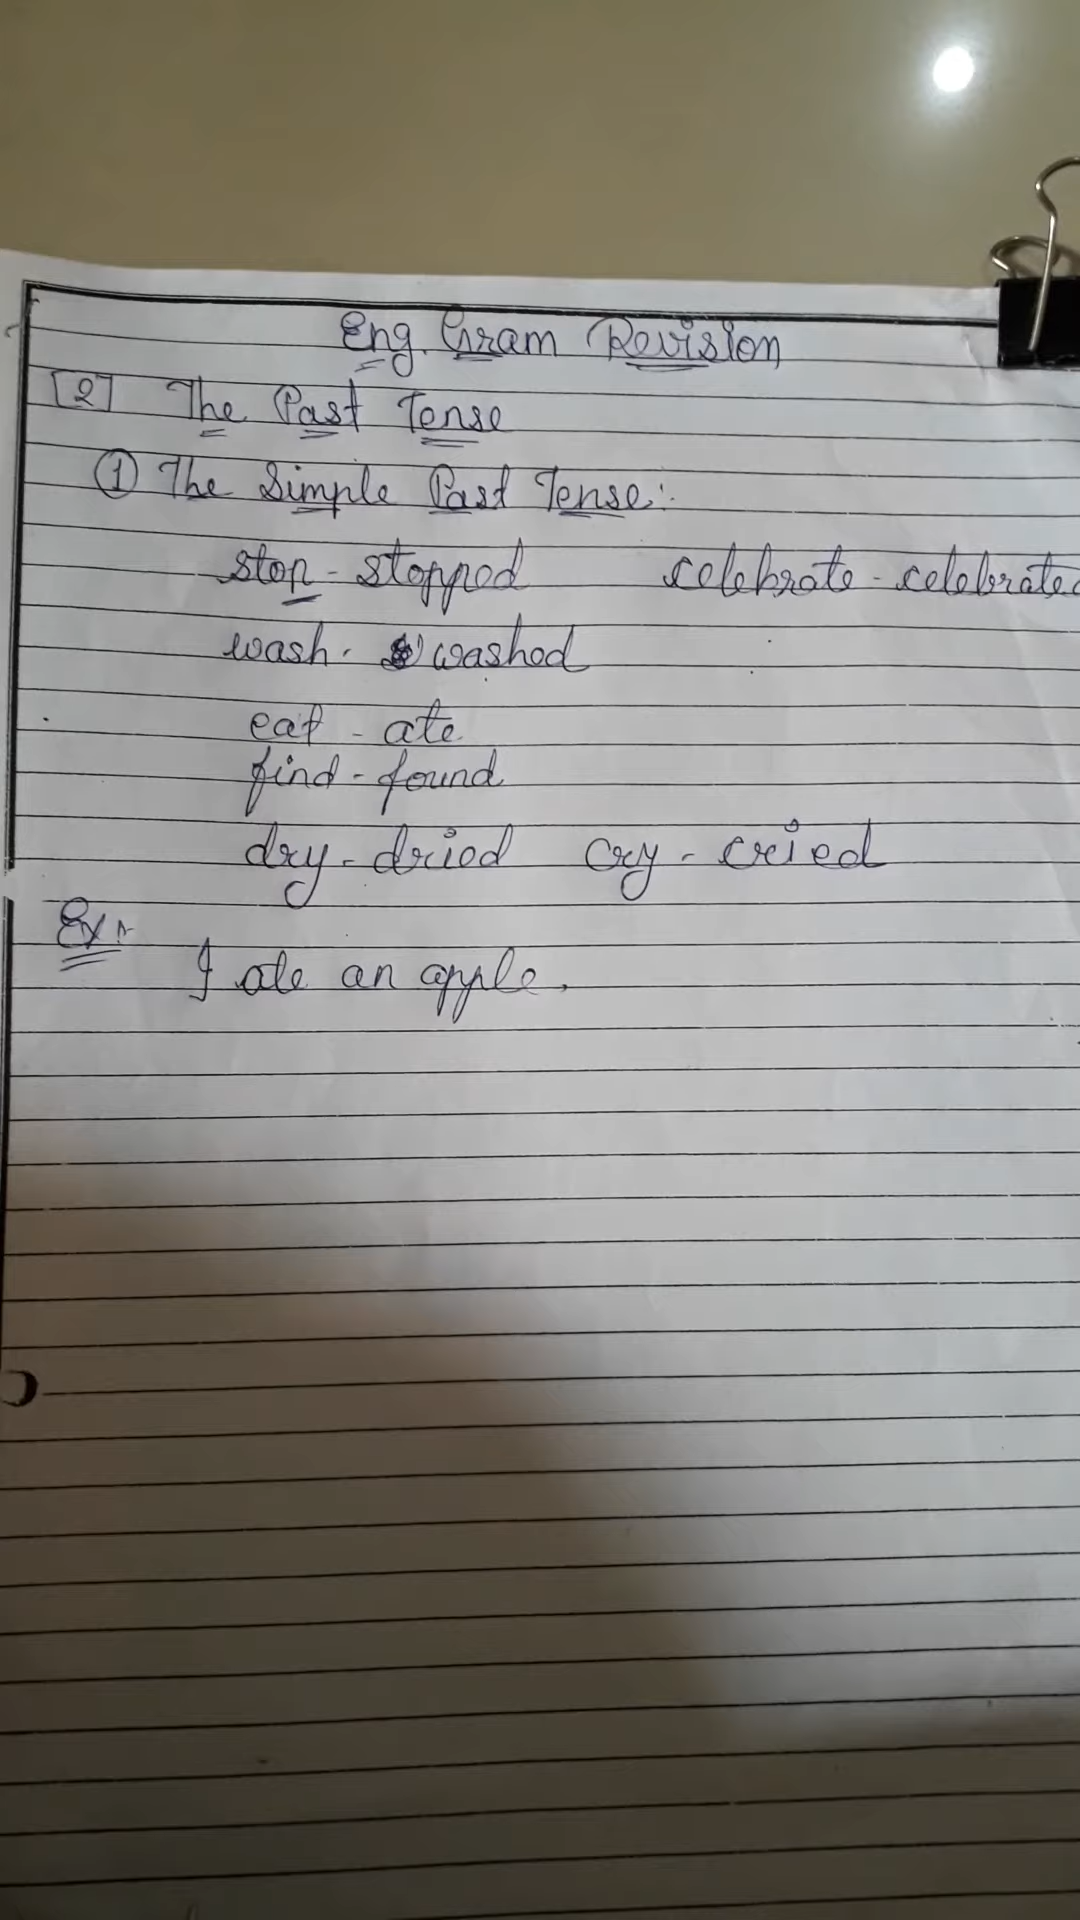 Eng. Gram Revision
[2] The Past Tense
① The Simple Past Tense:
stop - stopped celebrate - celebrated
wash - washed
eat - ate
find - found
dry - dried cry - cried
Ex:-
I ate an apple.